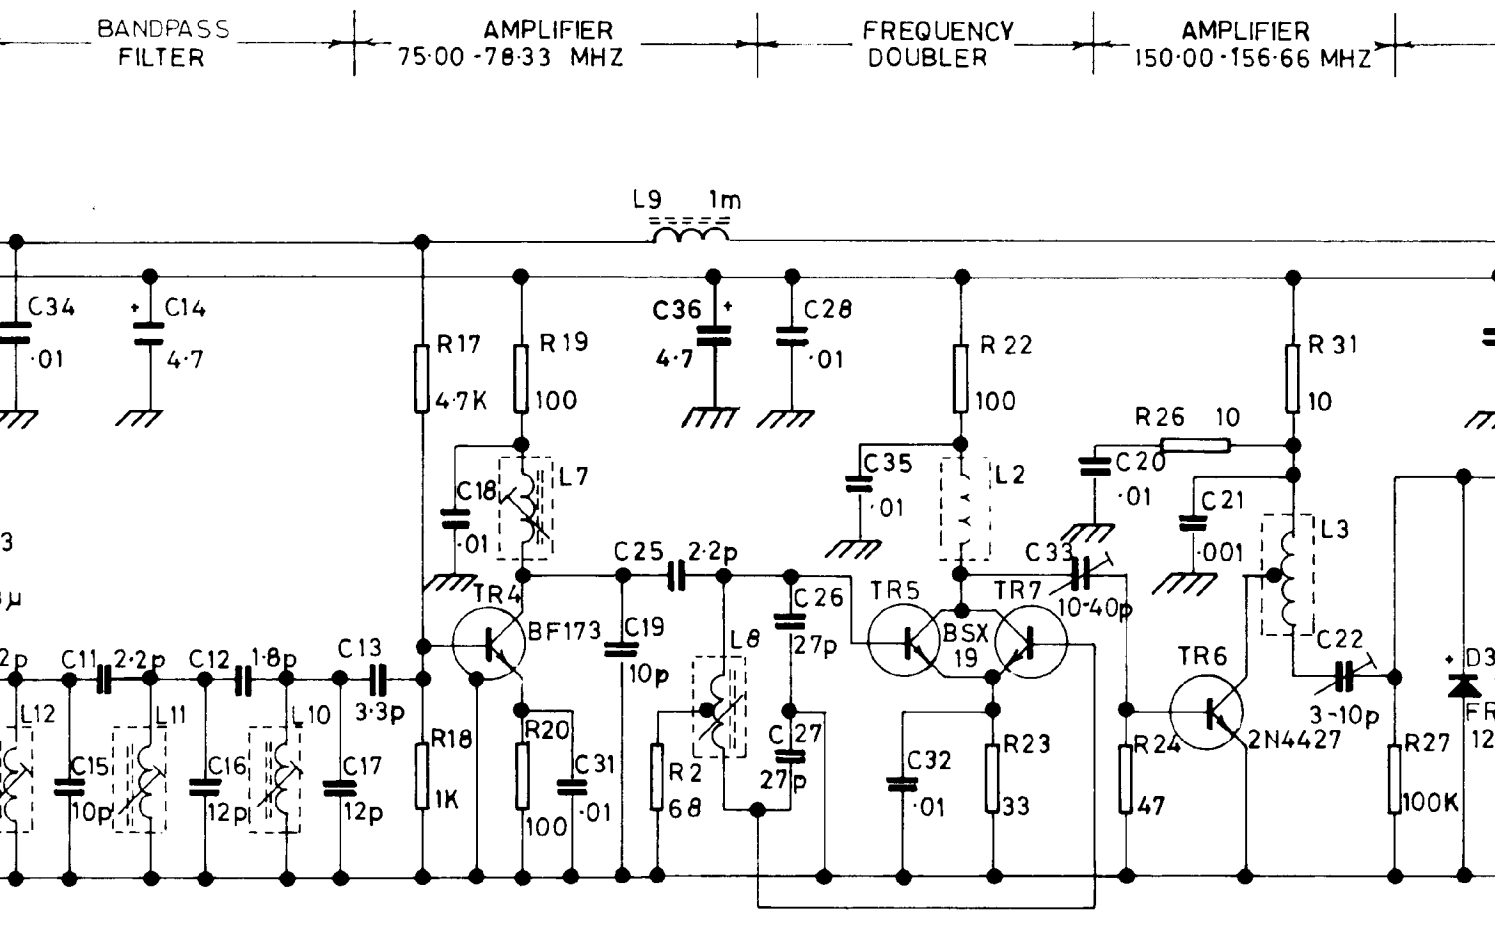 BANDPASS
FILTER
AMPLIFIER
75·00 -78·33 MHZ
FREQUENCY
DOUBLER
AMPLIFIER
150·00-156·66 MHZ
L9 1m
C34
·01
+ C14
4·7
R17
4·7K
R19
100
C36 +
4·7
C28
·01
R22
100
R31
10
R26 10
C18
·01
L7
C35
·01
L2
C20
·01
C21
·001
L3
3
μ
TR4
BF173
C25 2·2p
C19
10p
C26
27p
L8
TR5
BSX
19
TR7
C33
10-40p
TR6
2N4427
C22
3-10p
+ D3
FR
12
2p
C11 2·2p
C12 1·8p
C13
3·3p
L12
L11
L10
C15
10p
C16
12p
C17
12p
R18
1K
R20
100
C31
·01
R2
68
C27
27p
C32
·01
R23
33
R24
47
R27
100K